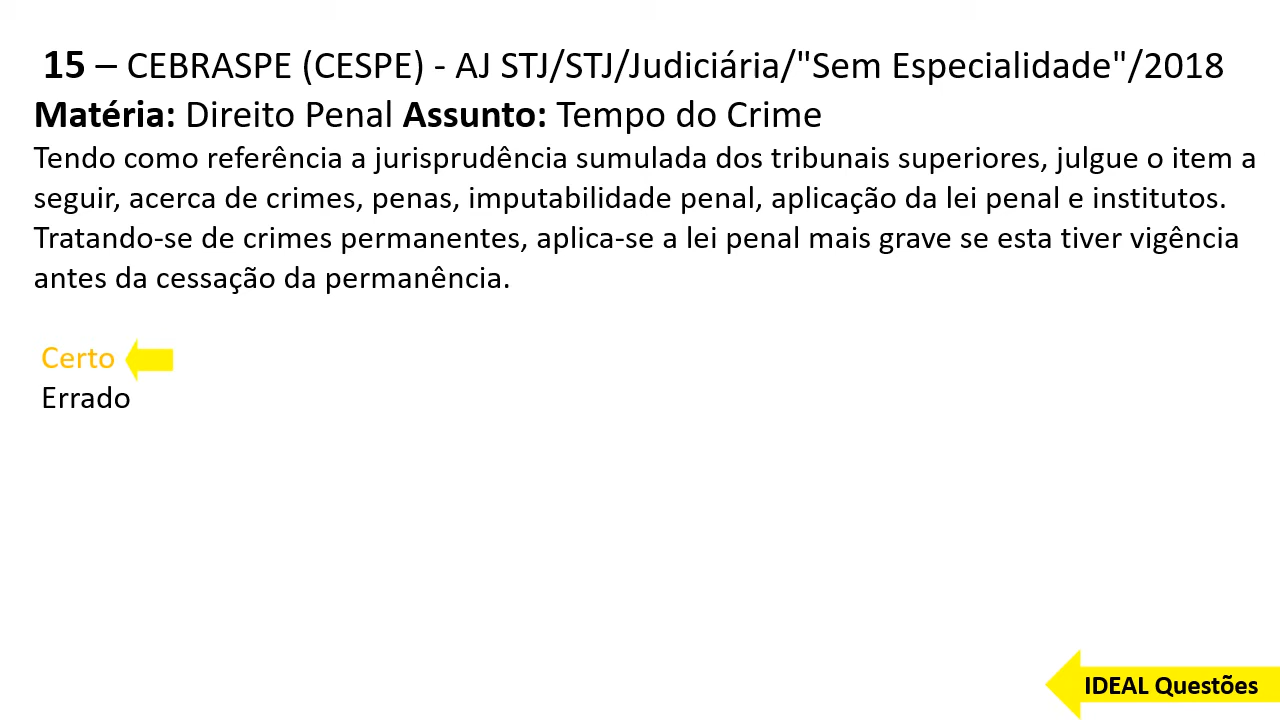 15 – CEBRASPE (CESPE) - AJ STJ/STJ/Judiciária/"Sem Especialidade"/2018
Matéria: Direito Penal Assunto: Tempo do Crime
Tendo como referência a jurisprudência sumulada dos tribunais superiores, julgue o item a
seguir, acerca de crimes, penas, imputabilidade penal, aplicação da lei penal e institutos.
Tratando-se de crimes permanentes, aplica-se a lei penal mais grave se esta tiver vigência
antes da cessação da permanência.
Certo
Errado
IDEAL Questões